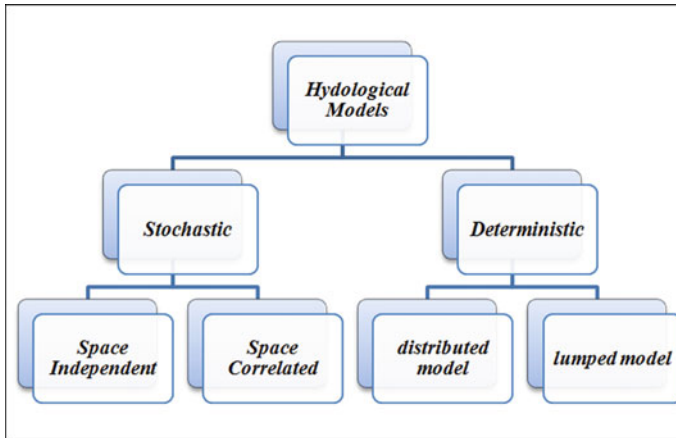 Hydological
Models
Stochastic
Deterministic
Space
Independent
Space
Correlated
distributed
model
lumped model